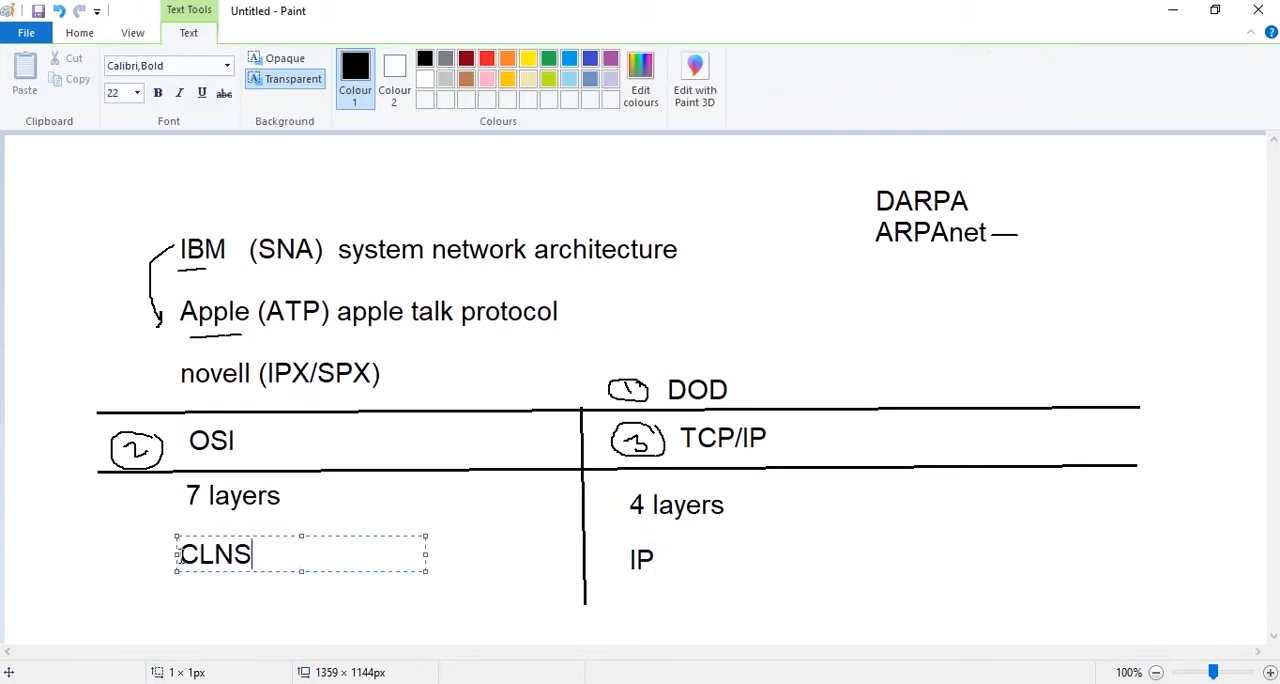 Text Tools
Untitled - Paint
File Home View Text
Paste
Cut
Copy
Clipboard
Calibri,Bold
22 B I U abc
Font
Opaque
Transparent
Background
Colour 1
Colour 2
Edit colours
Colours
Edit with Paint 3D
DARPA
ARPAnet
IBM (SNA) system network architecture
Apple (ATP) apple talk protocol
novell (IPX/SPX)
1 DOD
2 OSI
3 TCP/IP
7 layers
4 layers
CLNS
IP
1 × 1px
1359 × 1144px
100%